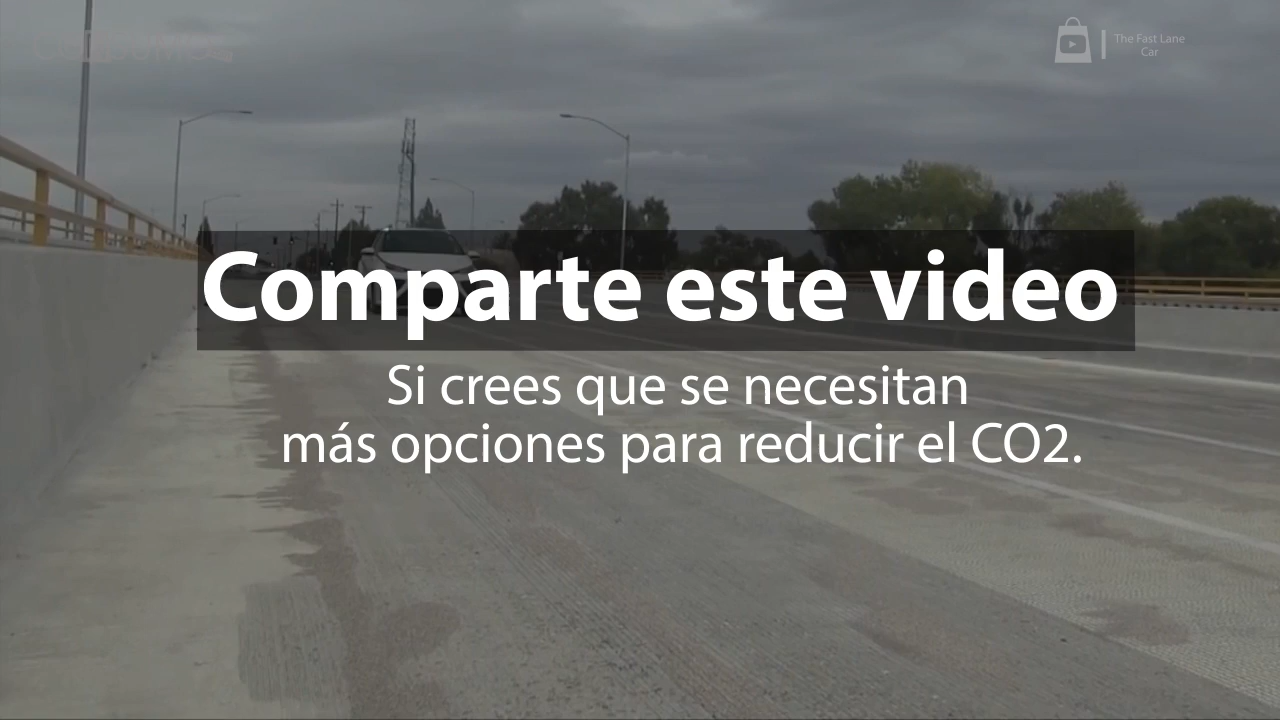 The Fast Lane
Car
Comparte este video
Si crees que se necesitan
más opciones para reducir el CO2.